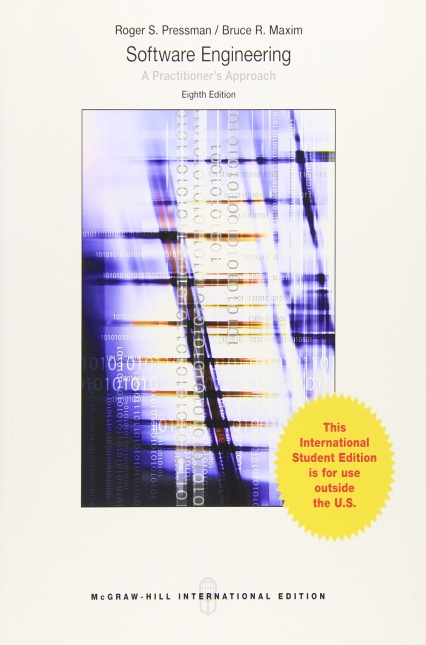 Roger S. Pressman / Bruce R. Maxim
Software Engineering
A Practitioner's Approach
Eighth Edition
This
International
Student Edition
is for use
outside
the U.S.
McGRAW-HILL INTERNATIONAL EDITION